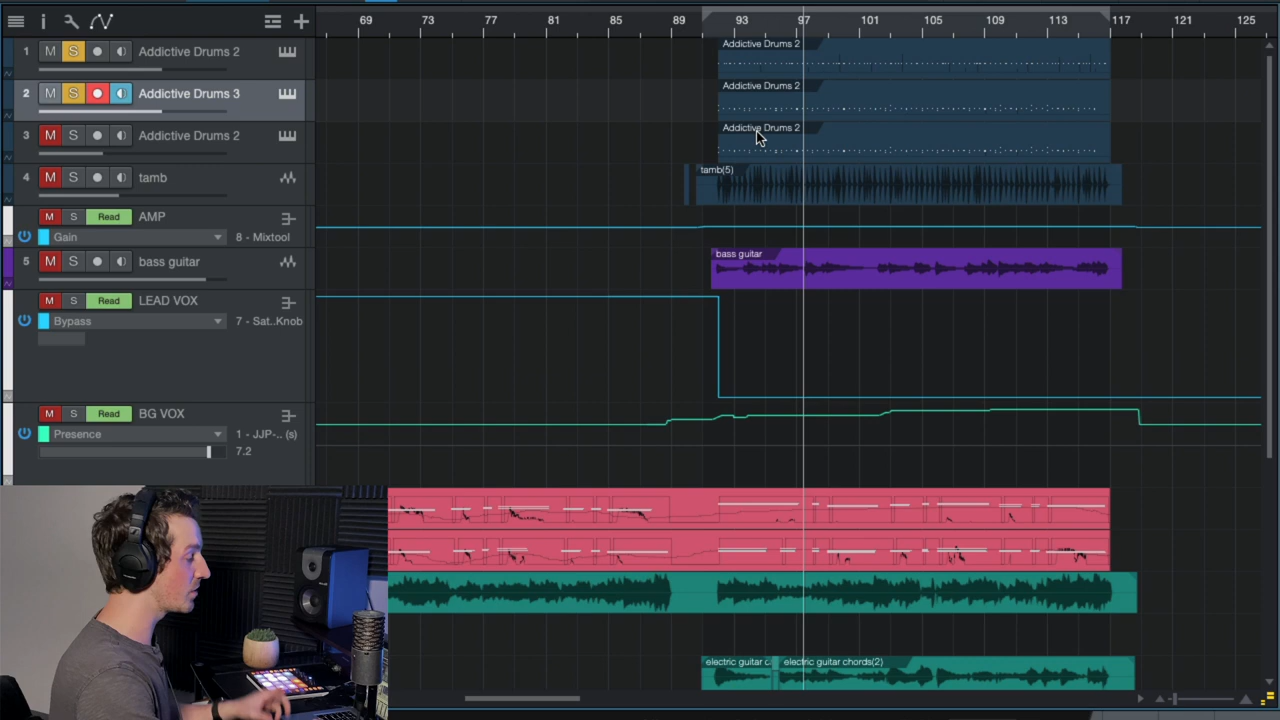 69 73 77 81 85 89 93 97 101 105 109 113 117 121 125
1 M S Addictive Drums 2
Addictive Drums 2
2 M S Addictive Drums 3
Addictive Drums 2
3 M S Addictive Drums 2
Addictive Drums 2
4 M S tamb
tamb(5)
M S Read AMP
Gain 8 - Mixtool
5 M S bass guitar
bass guitar
M S Read LEAD VOX
Bypass 7 - Sat..Knob
M S Read BG VOX
Presence 1 - JJP-.. (s)
7.2
electric guitar c electric guitar chords(2)